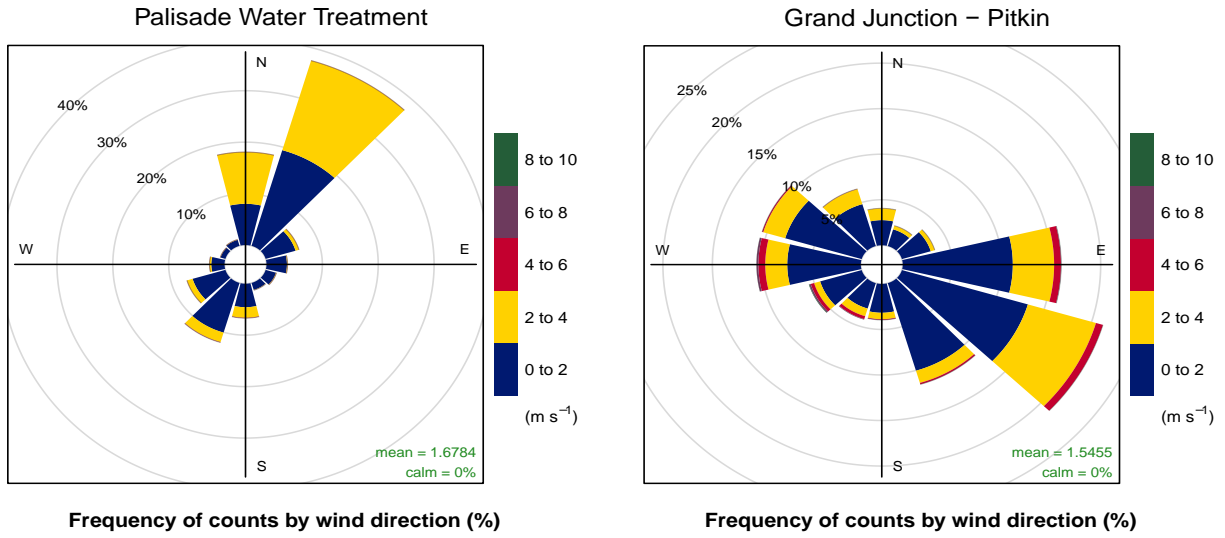 Palisade Water Treatment
N
40%
30%
20%
10%
W
E
S
mean = 1.6784
calm = 0%
8 to 10
6 to 8
4 to 6
2 to 4
0 to 2
(m s⁻¹)
Frequency of counts by wind direction (%)
Grand Junction − Pitkin
N
25%
20%
15%
10%
5%
W
E
S
mean = 1.5455
calm = 0%
8 to 10
6 to 8
4 to 6
2 to 4
0 to 2
(m s⁻¹)
Frequency of counts by wind direction (%)